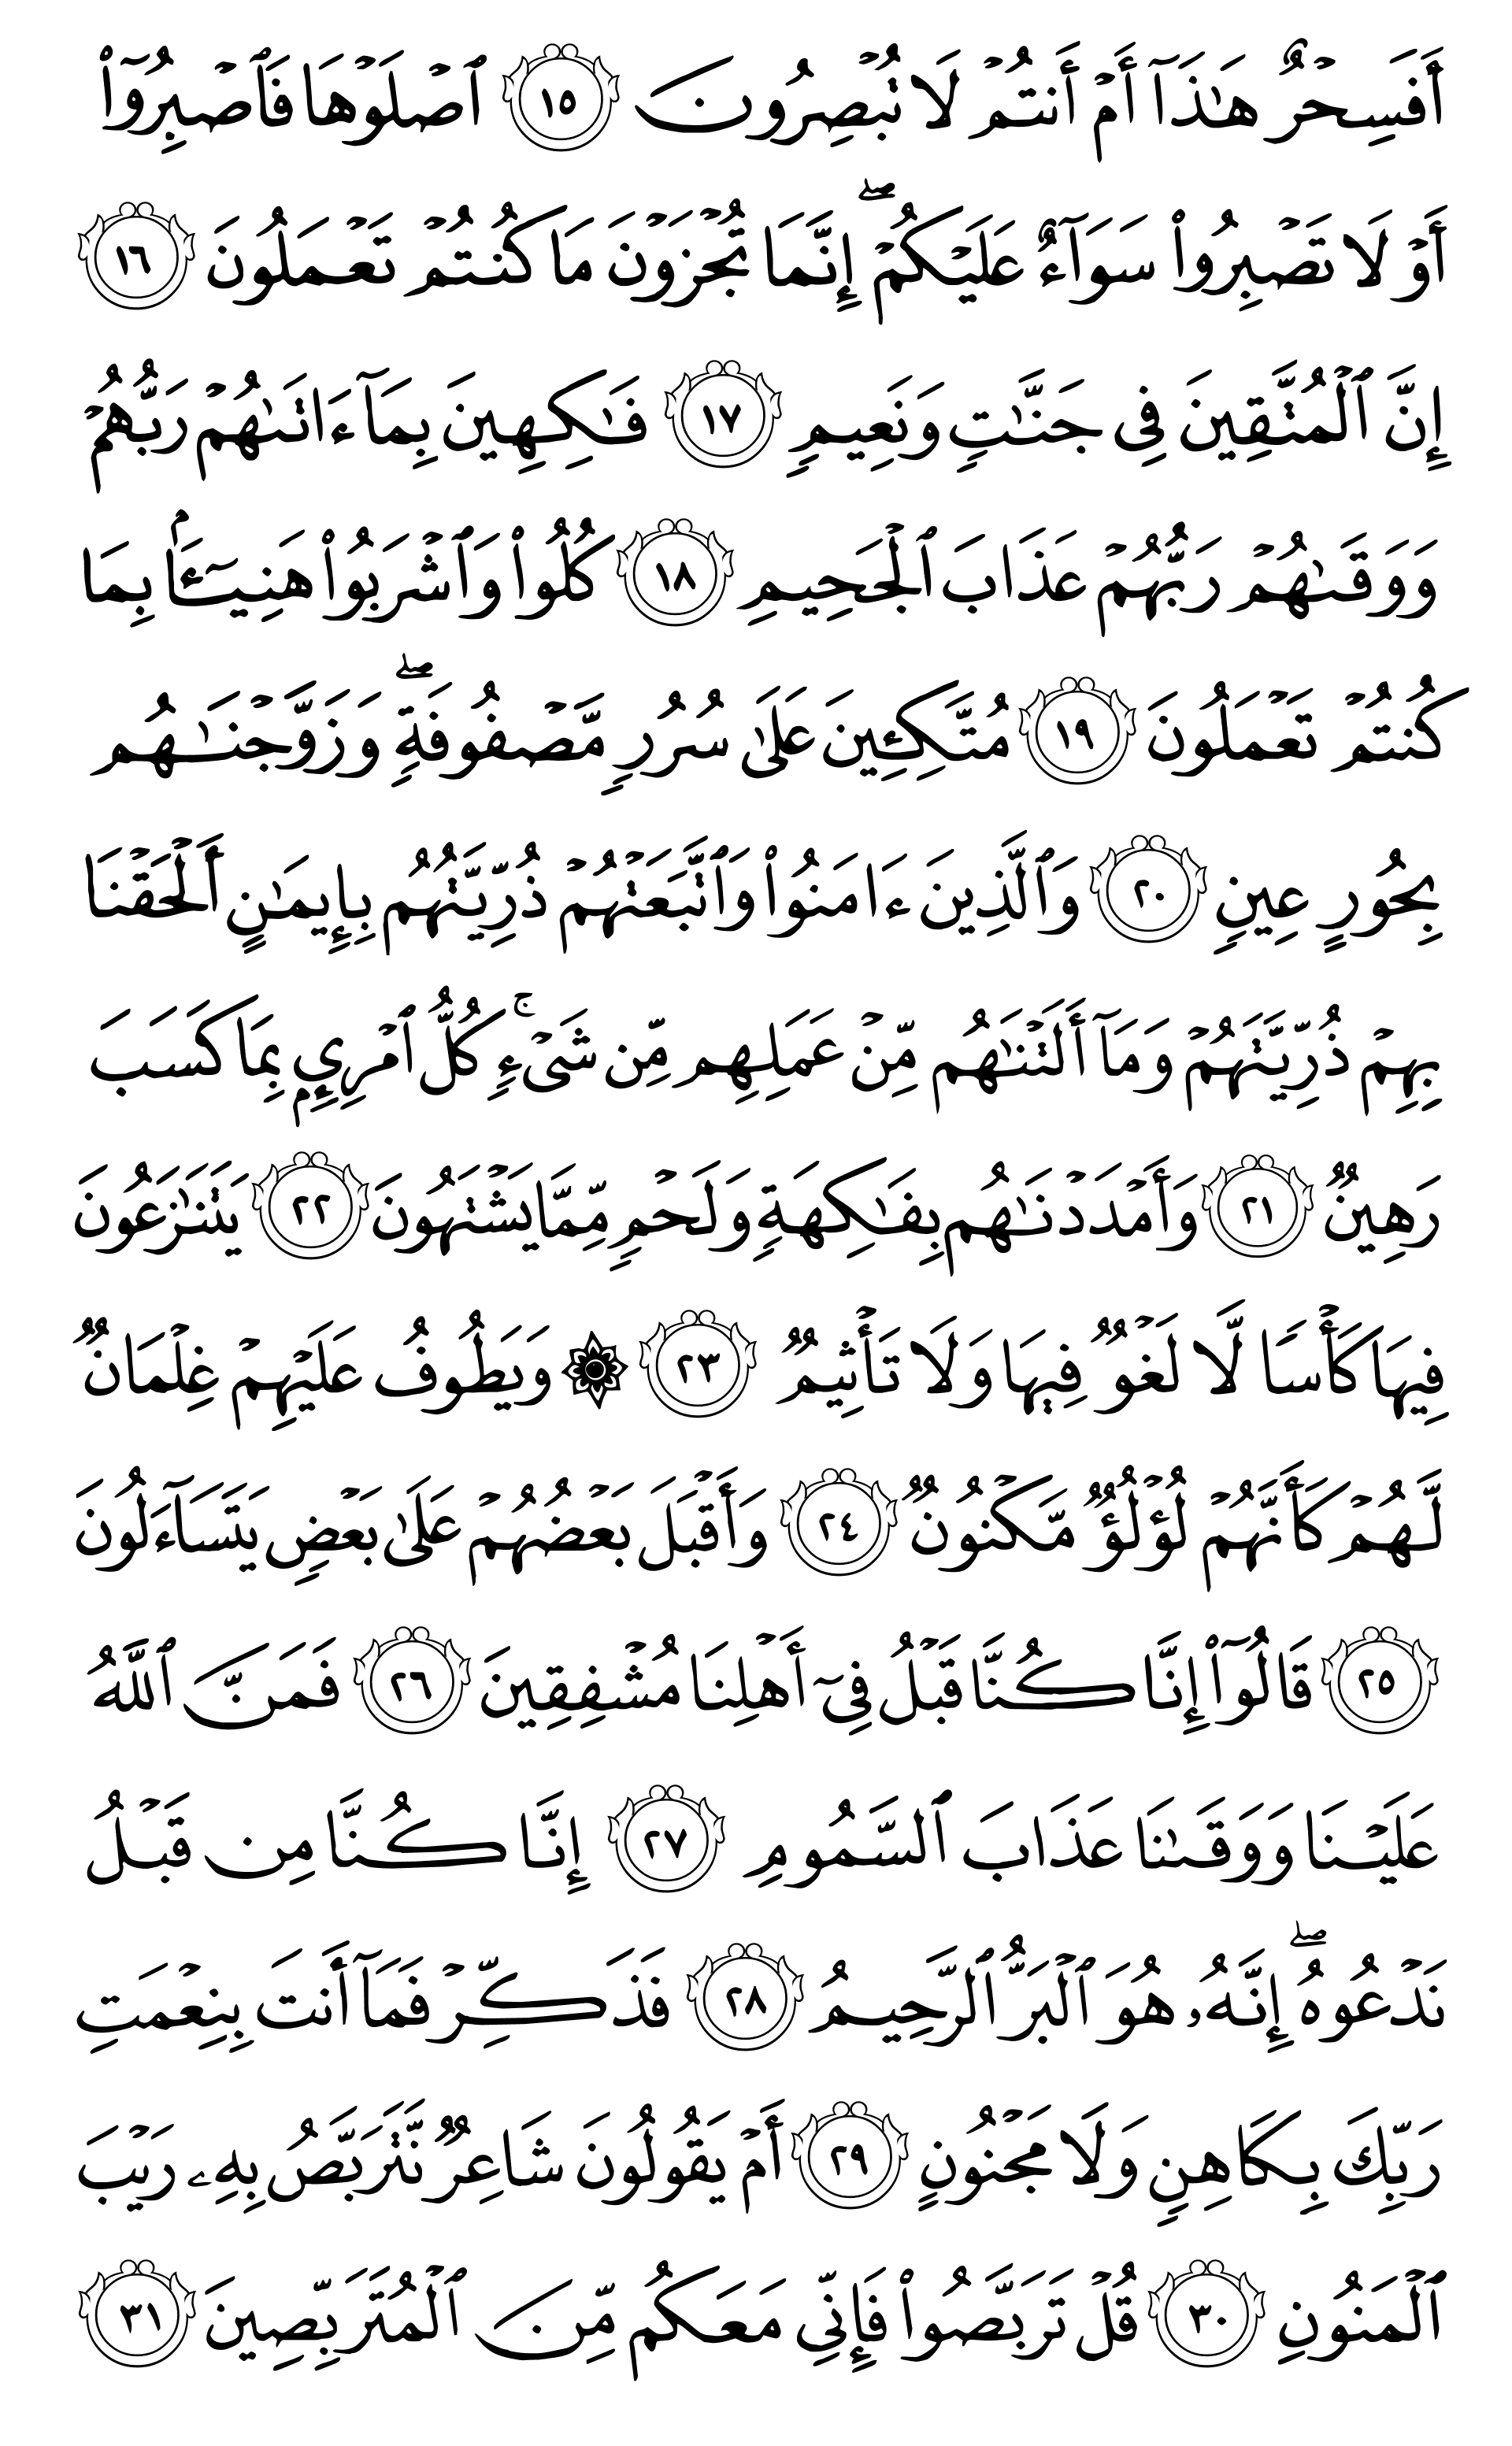 أَفَسِحۡرٌ هَٰذَآ أَمۡ أَنتُمۡ لَا تُبۡصِرُونَ ١٥ ٱصۡلَوۡهَا فَٱصۡبِرُوٓاْ
أَوۡ لَا تَصۡبِرُواْ سَوَآءٌ عَلَيۡكُمۡۖ إِنَّمَا تُجۡزَوۡنَ مَا كُنتُمۡ تَعۡمَلُونَ ١٦
إِنَّ ٱلۡمُتَّقِينَ فِي جَنَّٰتٖ وَنَعِيمٖ ١٧ فَٰكِهِينَ بِمَآ ءَاتَىٰهُمۡ رَبُّهُمۡ
وَوَقَىٰهُمۡ رَبُّهُمۡ عَذَابَ ٱلۡجَحِيمِ ١٨ كُلُواْ وَٱشۡرَبُواْ هَنِيٓـَٔۢا بِمَا
كُنتُمۡ تَعۡمَلُونَ ١٩ مُتَّكِـِٔينَ عَلَىٰ سُرُرٖ مَّصۡفُوفَةٖۖ وَزَوَّجۡنَٰهُم
بِحُورٍ عِينٖ ٢٠ وَٱلَّذِينَ ءَامَنُواْ وَٱتَّبَعَتۡهُمۡ ذُرِّيَّتُهُم بِإِيمَٰنٍ أَلۡحَقۡنَا
بِهِمۡ ذُرِّيَّتَهُمۡ وَمَآ أَلَتۡنَٰهُم مِّنۡ عَمَلِهِم مِّن شَيۡءٖۚ كُلُّ ٱمۡرِيِٕۭ بِمَا كَسَبَ
رَهِينٞ ٢١ وَأَمۡدَدۡنَٰهُم بِفَٰكِهَةٖ وَلَحۡمٖ مِّمَّا يَشۡتَهُونَ ٢٢ يَتَنَٰزَعُونَ
فِيهَا كَأۡسٗا لَّا لَغۡوٞ فِيهَا وَلَا تَأۡثِيمٞ ٢٣ ۞ وَيَطُوفُ عَلَيۡهِمۡ غِلۡمَانٞ
لَّهُمۡ كَأَنَّهُمۡ لُؤۡلُؤٞ مَّكۡنُونٞ ٢٤ وَأَقۡبَلَ بَعۡضُهُمۡ عَلَىٰ بَعۡضٖ يَتَسَآءَلُونَ
٢٥ قَالُوٓاْ إِنَّا كُنَّا قَبۡلُ فِيٓ أَهۡلِنَا مُشۡفِقِينَ ٢٦ فَمَنَّ ٱللَّهُ
عَلَيۡنَا وَوَقَىٰنَا عَذَابَ ٱلسَّمُومِ ٢٧ إِنَّا كُنَّا مِن قَبۡلُ
نَدۡعُوهُۖ إِنَّهُۥ هُوَ ٱلۡبَرُّ ٱلرَّحِيمُ ٢٨ فَذَكِّرۡ فَمَآ أَنتَ بِنِعۡمَتِ
رَبِّكَ بِكَاهِنٖ وَلَا مَجۡنُونٍ ٢٩ أَمۡ يَقُولُونَ شَاعِرٞ نَّتَرَبَّصُ بِهِۦ رَيۡبَ
ٱلۡمَنُونِ ٣٠ قُلۡ تَرَبَّصُواْ فَإِنِّي مَعَكُم مِّنَ ٱلۡمُتَرَبِّصِينَ ٣١